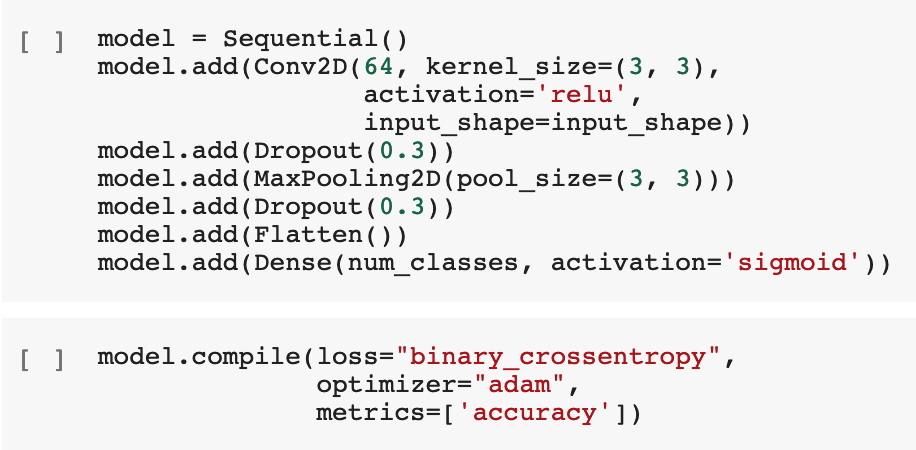 [ ] model = Sequential()
model.add(Conv2D(64, kernel_size=(3, 3),
activation='relu',
input_shape=input_shape))
model.add(Dropout(0.3))
model.add(MaxPooling2D(pool_size=(3, 3)))
model.add(Dropout(0.3))
model.add(Flatten())
model.add(Dense(num_classes, activation='sigmoid'))
[ ] model.compile(loss="binary_crossentropy",
optimizer="adam",
metrics=['accuracy'])